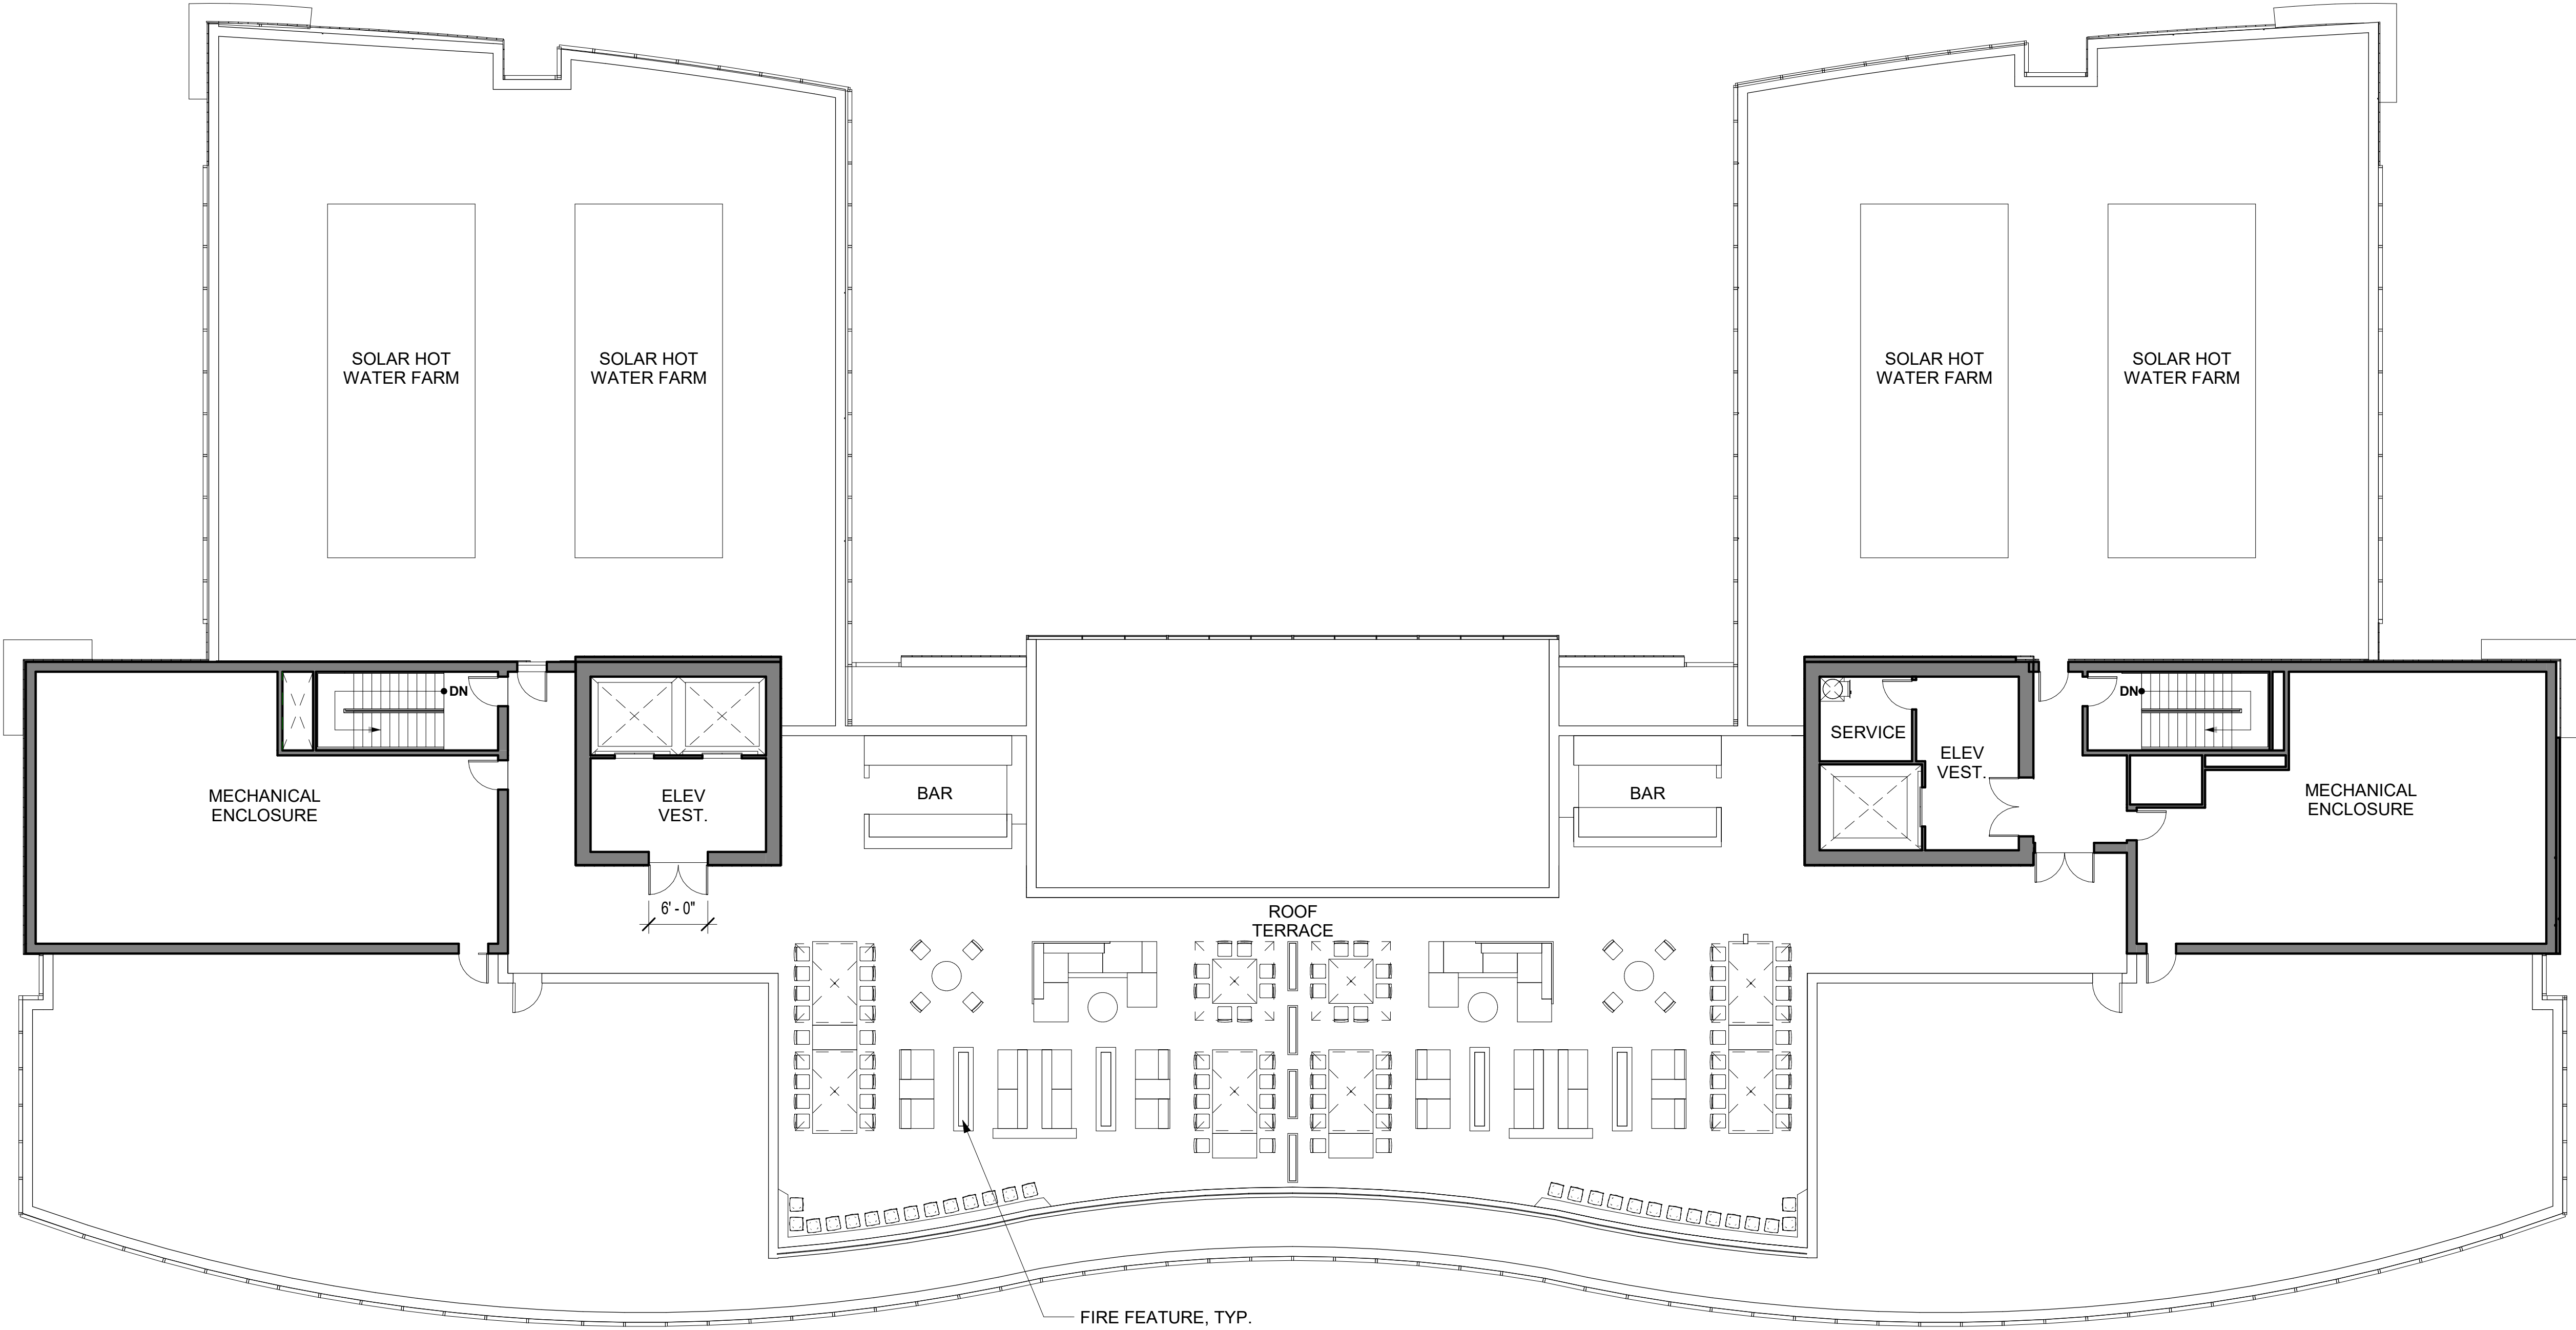 SOLAR HOT
WATER FARM
SOLAR HOT
WATER FARM
SOLAR HOT
WATER FARM
SOLAR HOT
WATER FARM
DN
DN
SERVICE
ELEV
VEST.
MECHANICAL
ENCLOSURE
ELEV
VEST.
BAR
BAR
MECHANICAL
ENCLOSURE
6' - 0"
ROOF
TERRACE
FIRE FEATURE, TYP.